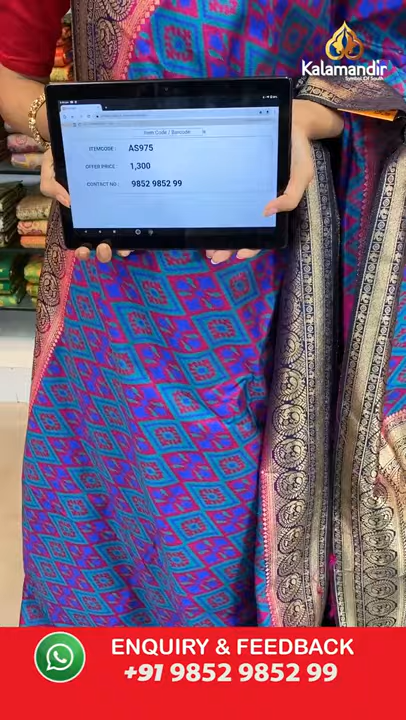 Kalamandir
Symbol Of South
Item Code / Barcode
ITEMCODE : AS975
OFFER PRICE : 1,300
CONTACT NO : 9852 9852 99
ENQUIRY & FEEDBACK
+91 9852 9852 99